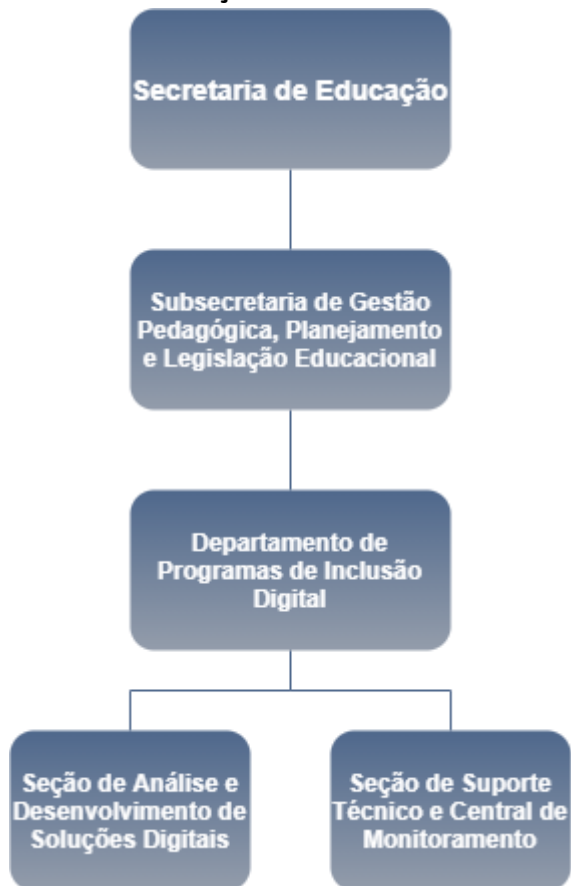 Secretaria de Educação
Subsecretaria de Gestão
Pedagógica, Planejamento
e Legislação Educacional
Departamento de
Programas de Inclusão
Digital
Seção de Análise e
Desenvolvimento de
Soluções Digitais
Seção de Suporte
Técnico e Central de
Monitoramento